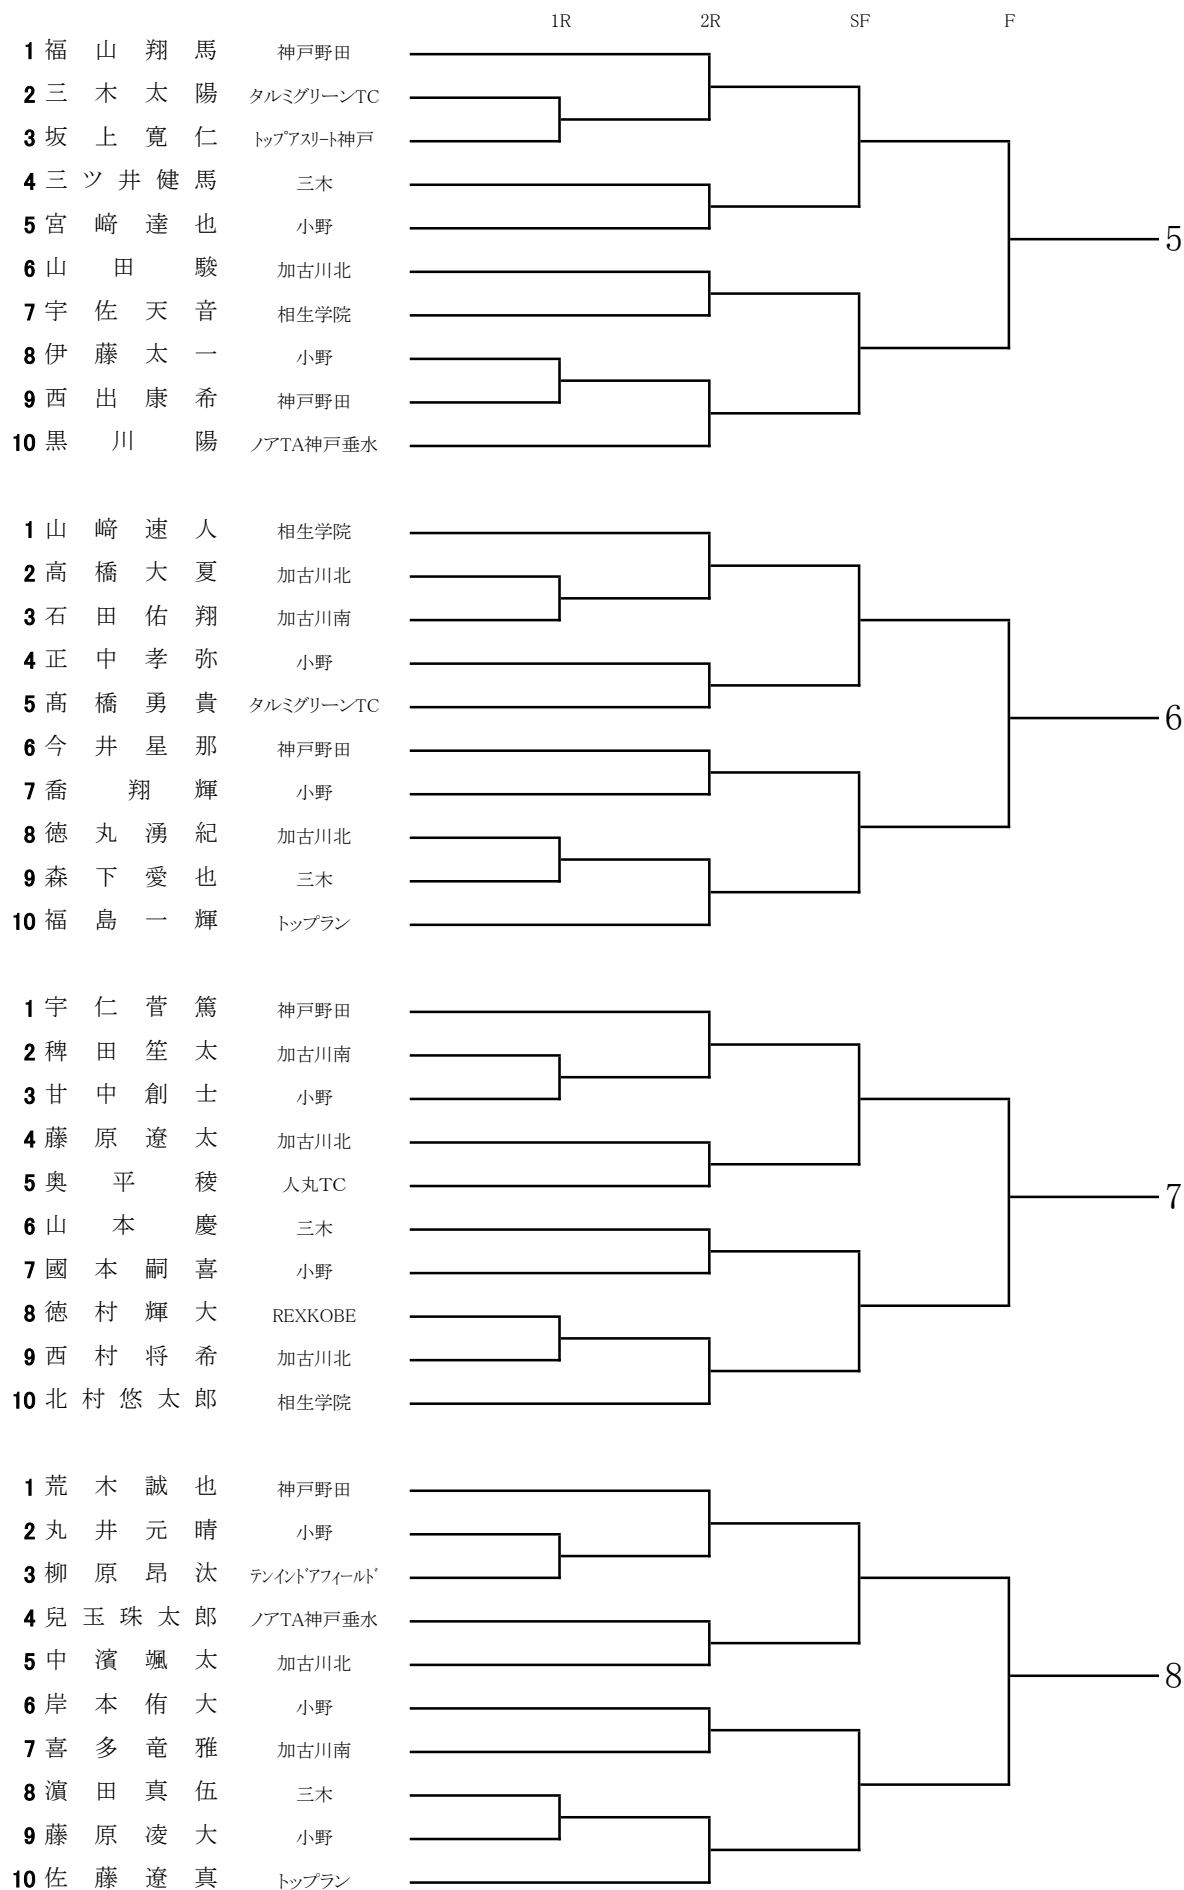 1R 2R SF F
1 福山翔馬 神戸野田
2 三木太陽 タルミグリーンTC
3 坂上寛仁 トップアスリート神戸
4 三ツ井健馬 三木
5 宮﨑達也 小野
5
6 山田駿 加古川北
7 宇佐天音 相生学院
8 伊藤太一 小野
9 西出康希 神戸野田
10 黒川陽 ノアTA神戸垂水
1 山﨑速人 相生学院
2 高橋大夏 加古川北
3 石田佑翔 加古川南
4 正中孝弥 小野
5 髙橋勇貴 タルミグリーンTC
6
6 今井星那 神戸野田
7 喬翔輝 小野
8 徳丸湧紀 加古川北
9 森下愛也 三木
10 福島一輝 トップラン
1 宇仁菅篤 神戸野田
2 稗田笙太 加古川南
3 甘中創士 小野
4 藤原遼太 加古川北
5 奥平稜 人丸TC
7
6 山本慶 三木
7 國本嗣喜 小野
8 徳村輝大 REXKOBE
9 西村将希 加古川北
10 北村悠太郎 相生学院
1 荒木誠也 神戸野田
2 丸井元晴 小野
3 柳原昂汰 テンインドアフィールド
4 兒玉珠太郎 ノアTA神戸垂水
5 中濱颯太 加古川北
8
6 岸本侑大 小野
7 喜多竜雅 加古川南
8 濵田真伍 三木
9 藤原凌大 小野
10 佐藤遼真 トップラン